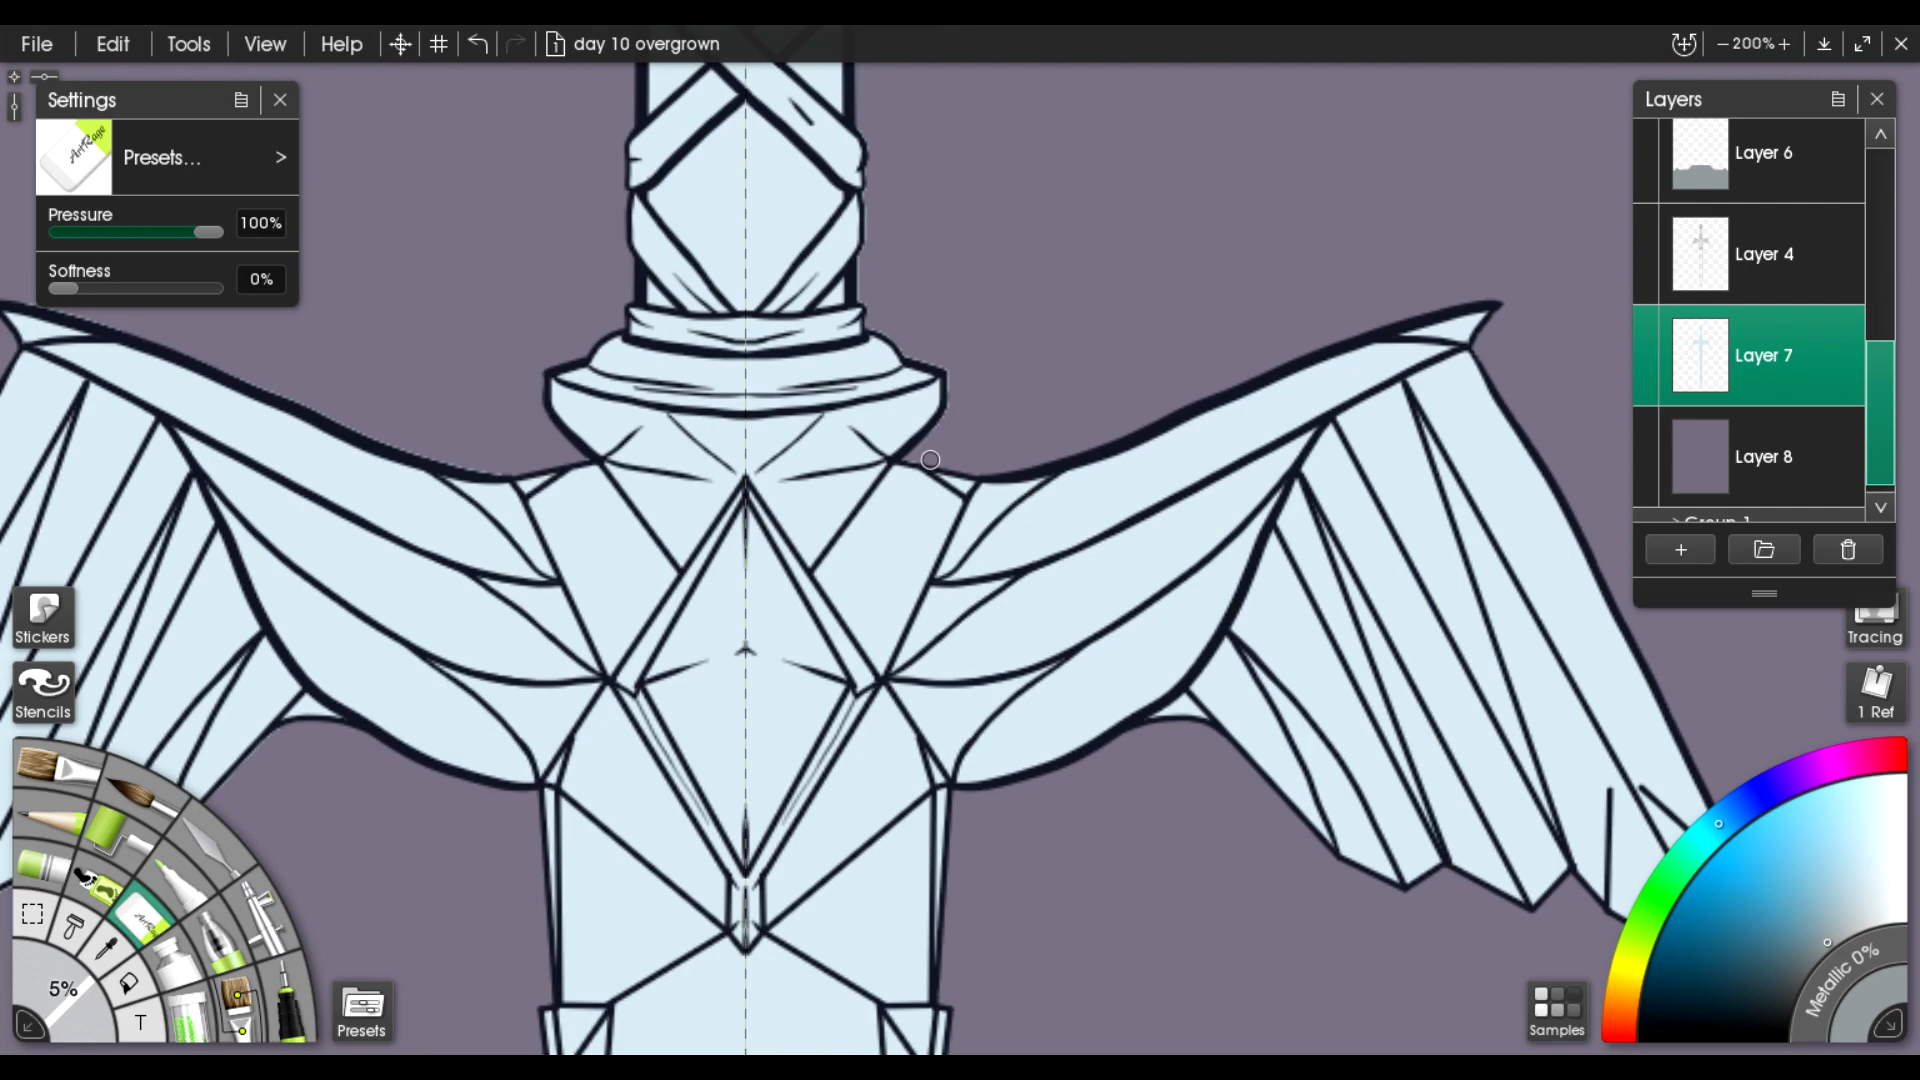 File
Edit
Tools
View
Help
day 10 overgrown
200%
Settings
ArtRage
Presets...
>
Pressure
100%
Softness
0%
Layers
Layer 6
Layer 4
Layer 7
Layer 8
Stickers
Stencils
5%
T
Presets
Tracing
1 Ref
Metallic 0%
Samples